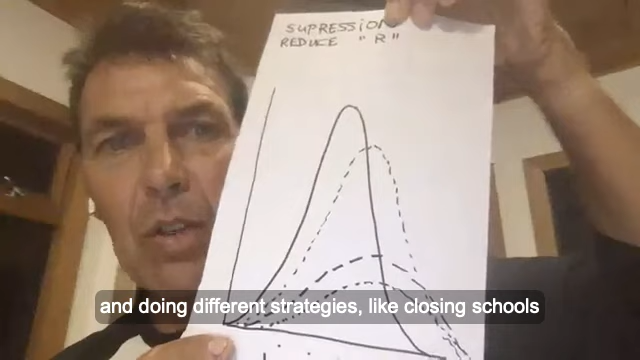 SUPRESSION
REDUCE "R"
and doing different strategies, like closing schools